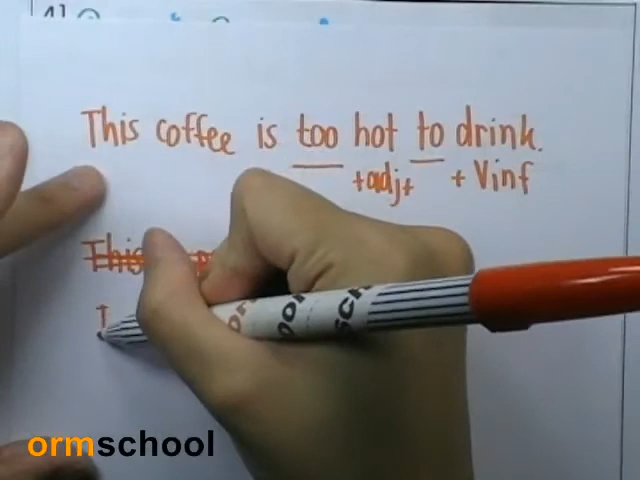 This coffee is too hot to drink.
+adj+ + Vinf
This
ormschool